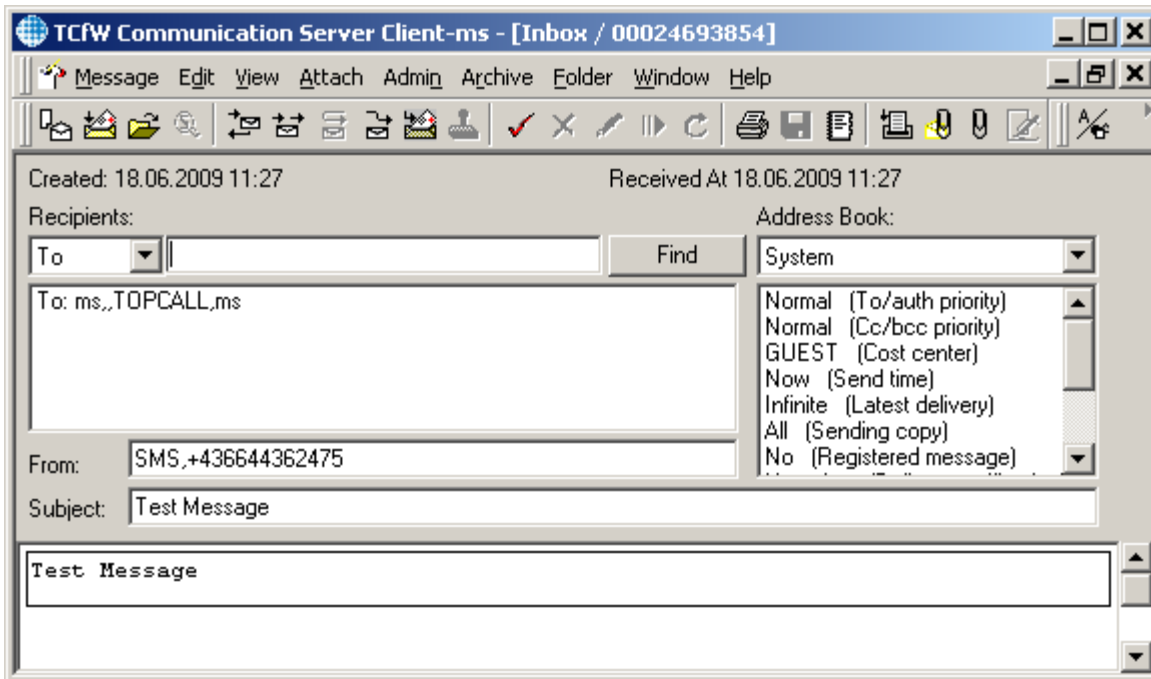 TCfW Communication Server Client-ms - [Inbox / 00024693854]
Message Edit View Attach Admin Archive Folder Window Help
Created: 18.06.2009 11:27 Received At 18.06.2009 11:27
Recipients: Address Book:
To Find System
To: ms,,TOPCALL,ms
Normal (To/auth priority)
Normal (Cc/bcc priority)
GUEST (Cost center)
Now (Send time)
Infinite (Latest delivery)
All (Sending copy)
No (Registered message)
From: SMS,+436644362475
Subject: Test Message
Test Message